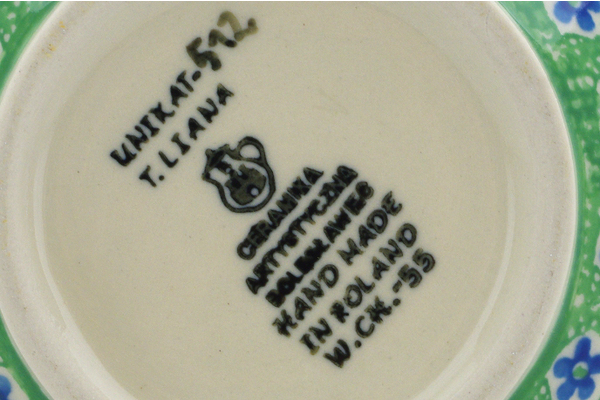 UNIKAT-512
T. LIANA
CERAMIKA
ARTYSTYCZNA
BOLESŁAWIEC
HAND MADE
IN POLAND
W.CK.-55